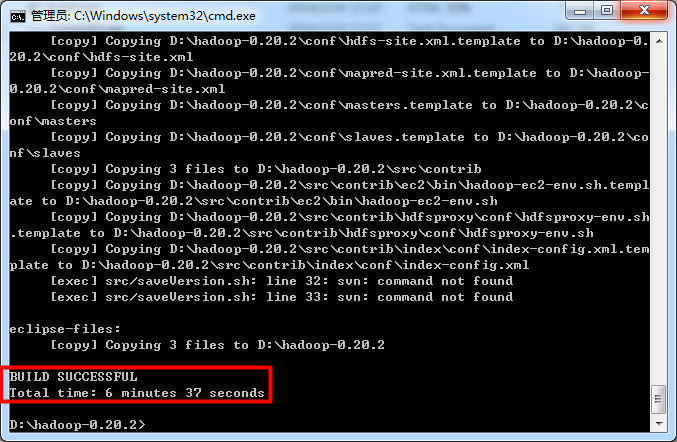 管理员: C:\Windows\system32\cmd.exe
[copy] Copying D:\hadoop-0.20.2\conf\hdfs-site.xml.template to D:\hadoop-0.
20.2\conf\hdfs-site.xml
[copy] Copying D:\hadoop-0.20.2\conf\mapred-site.xml.template to D:\hadoop-
0.20.2\conf\mapred-site.xml
[copy] Copying D:\hadoop-0.20.2\conf\masters.template to D:\hadoop-0.20.2\c
onf\masters
[copy] Copying D:\hadoop-0.20.2\conf\slaves.template to D:\hadoop-0.20.2\co
nf\slaves
[copy] Copying 3 files to D:\hadoop-0.20.2\src\contrib
[copy] Copying D:\hadoop-0.20.2\src\contrib\ec2\bin\hadoop-ec2-env.sh.templ
ate to D:\hadoop-0.20.2\src\contrib\ec2\bin\hadoop-ec2-env.sh
[copy] Copying D:\hadoop-0.20.2\src\contrib\hdfsproxy\conf\hdfsproxy-env.sh
.template to D:\hadoop-0.20.2\src\contrib\hdfsproxy\conf\hdfsproxy-env.sh
[copy] Copying D:\hadoop-0.20.2\src\contrib\index\conf\index-config.xml.tem
plate to D:\hadoop-0.20.2\src\contrib\index\conf\index-config.xml
[exec] src/saveVersion.sh: line 32: svn: command not found
[exec] src/saveVersion.sh: line 33: svn: command not found
eclipse-files:
[copy] Copying 3 files to D:\hadoop-0.20.2
BUILD SUCCESSFUL
Total time: 6 minutes 37 seconds
D:\hadoop-0.20.2>